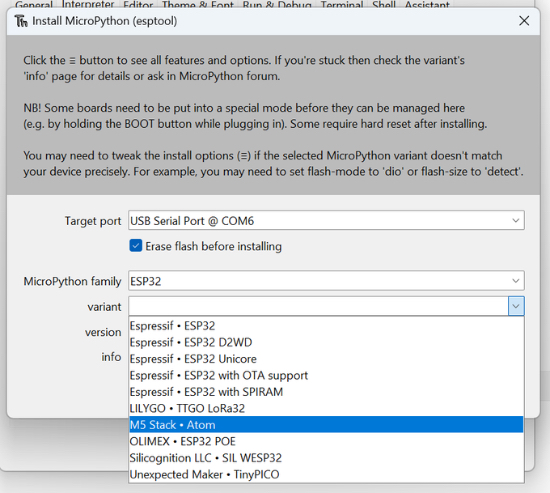 General Interpreter Editor Theme & Font Run & Debug Terminal Shell Assistant
Install MicroPython (esptool)
Click the ≡ button to see all features and options. If you're stuck then check the variant's
'info' page for details or ask in MicroPython forum.
NB! Some boards need to be put into a special mode before they can be managed here
(e.g. by holding the BOOT button while plugging in). Some require hard reset after installing.
You may need to tweak the install options (≡) if the selected MicroPython variant doesn't match
your device precisely. For example, you may need to set flash-mode to 'dio' or flash-size to 'detect'.
Target port USB Serial Port @ COM6
Erase flash before installing
MicroPython family ESP32
variant
version
info
Espressif • ESP32
Espressif • ESP32 D2WD
Espressif • ESP32 Unicore
Espressif • ESP32 with OTA support
Espressif • ESP32 with SPIRAM
LILYGO • TTGO LoRa32
M5 Stack • Atom
OLIMEX • ESP32 POE
Silicognition LLC • SIL WESP32
Unexpected Maker • TinyPICO